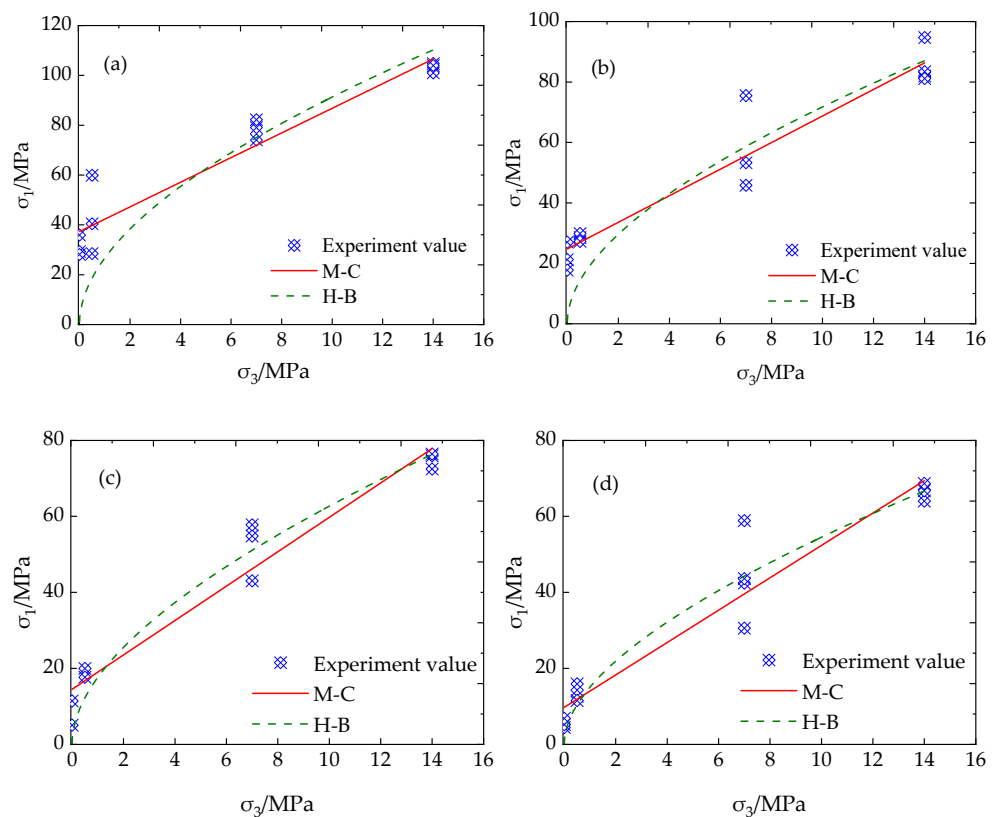 120
100
80
60
40
20
0
σ₁/MPa
(a)
Experiment value
M-C
H-B
0 2 4 6 8 10 12 14 16
σ₃/MPa
100
80
60
40
20
0
σ₁/MPa
(b)
Experiment value
M-C
H-B
0 2 4 6 8 10 12 14 16
σ₃/MPa
80
60
40
20
0
σ₁/MPa
(c)
Experiment value
M-C
H-B
0 2 4 6 8 10 12 14 16
σ₃/MPa
80
60
40
20
0
σ₁/MPa
(d)
Experiment value
M-C
H-B
0 2 4 6 8 10 12 14 16
σ₃/MPa